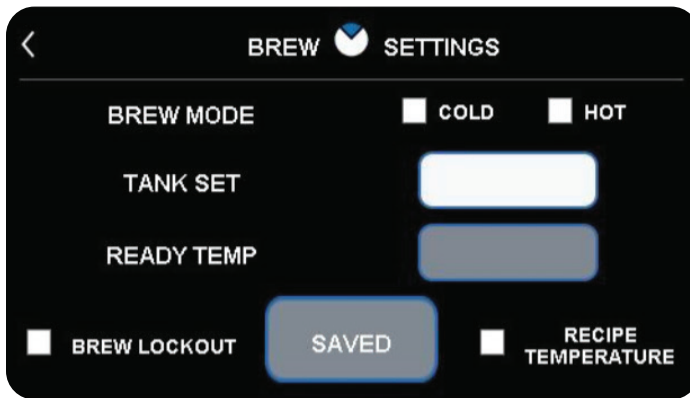 BREW SETTINGS
BREW MODE COLD HOT
TANK SET
READY TEMP
BREW LOCKOUT SAVED RECIPE
TEMPERATURE